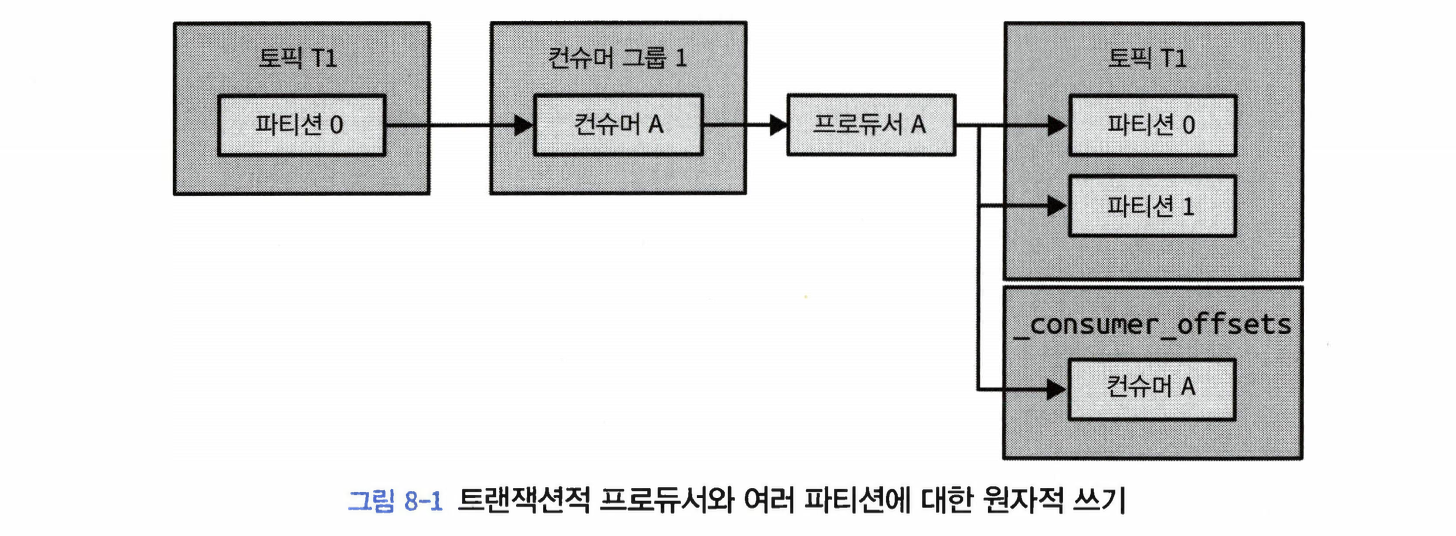 토픽 T1
컨슈머 그룹 1
토픽 T1
파티션 0
컨슈머 A
프로듀서 A
파티션 0
파티션 1
_consumer_offsets
컨슈머 A
그림 8-1 트랜잭션적 프로듀서와 여러 파티션에 대한 원자적 쓰기